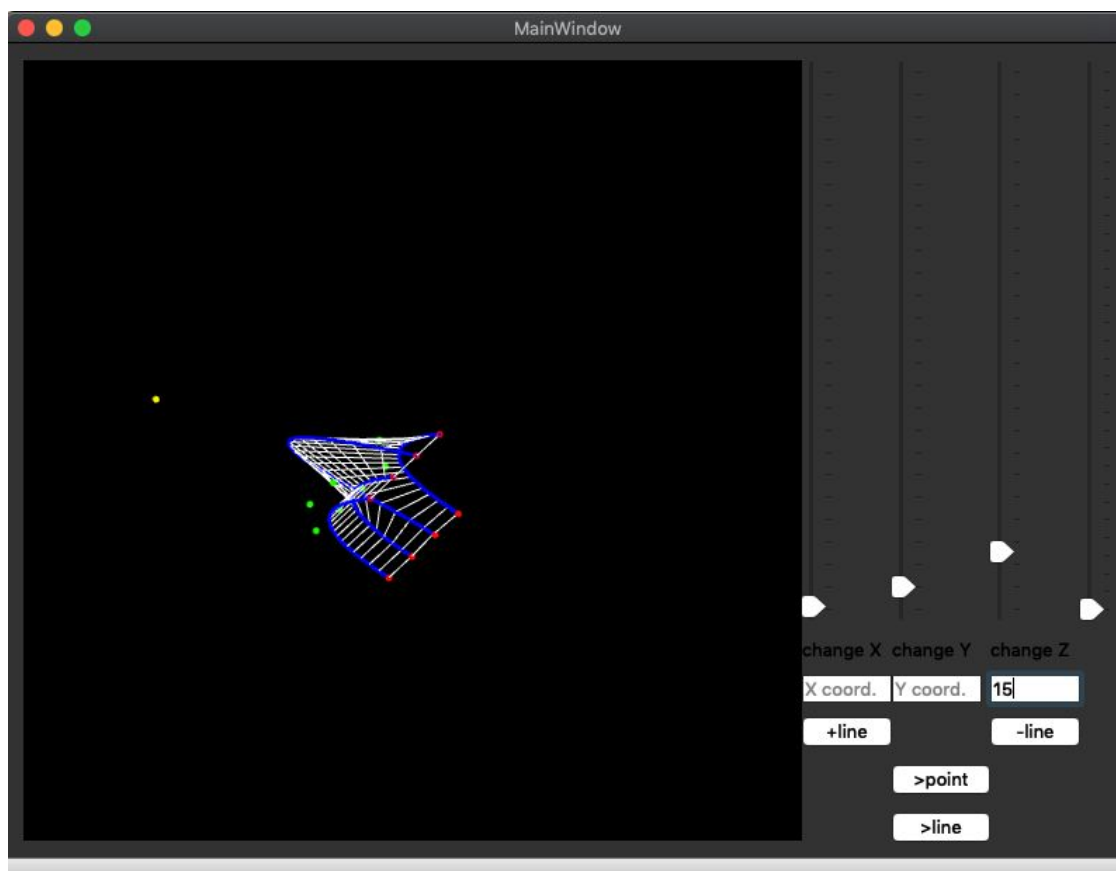 MainWindow
change X change Y change Z
X coord. Y coord. 15
+line -line
>point
>line